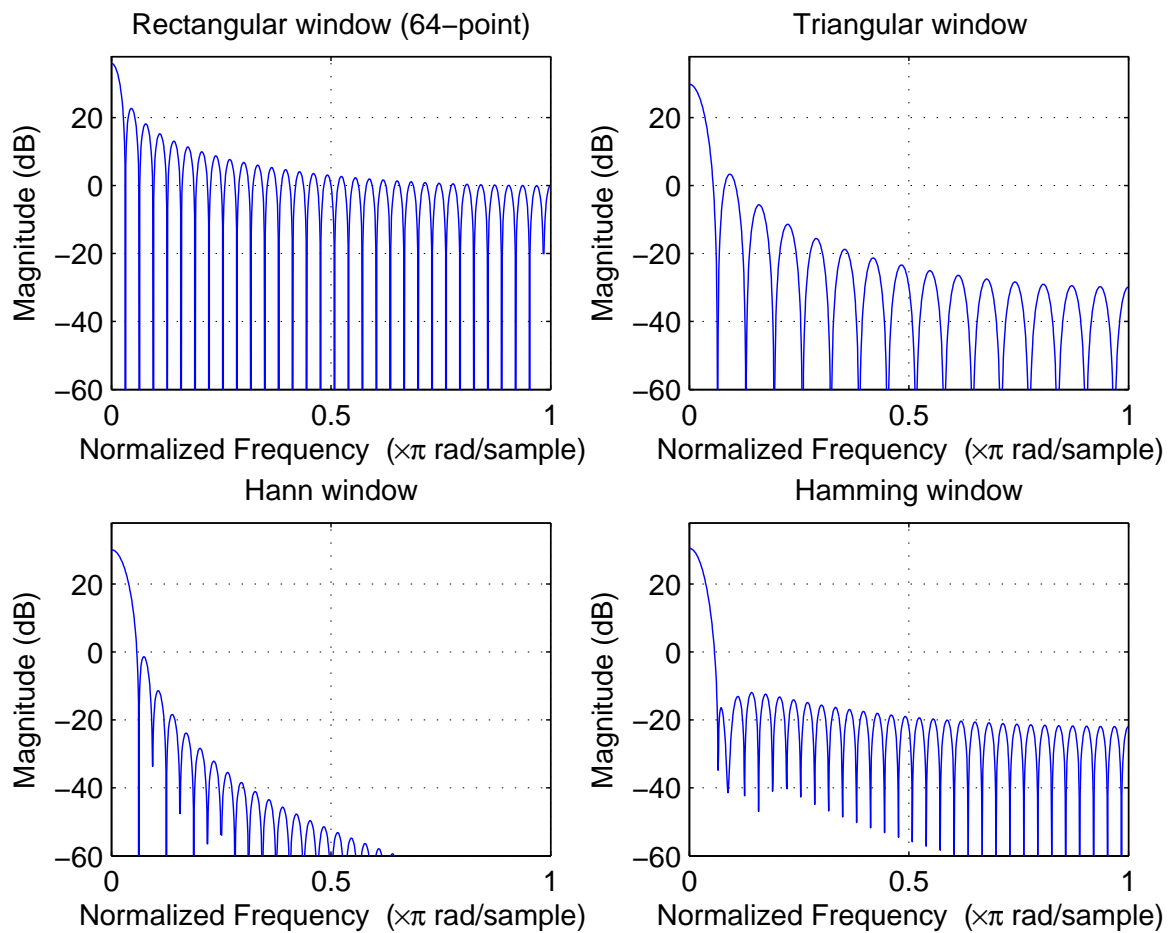 Rectangular window (64−point)
Magnitude (dB)
20
0
−20
−40
−60
0
0.5
1
Normalized Frequency (×π rad/sample)
Triangular window
Magnitude (dB)
20
0
−20
−40
−60
0
0.5
1
Normalized Frequency (×π rad/sample)
Hann window
Magnitude (dB)
20
0
−20
−40
−60
0
0.5
1
Normalized Frequency (×π rad/sample)
Hamming window
Magnitude (dB)
20
0
−20
−40
−60
0
0.5
1
Normalized Frequency (×π rad/sample)